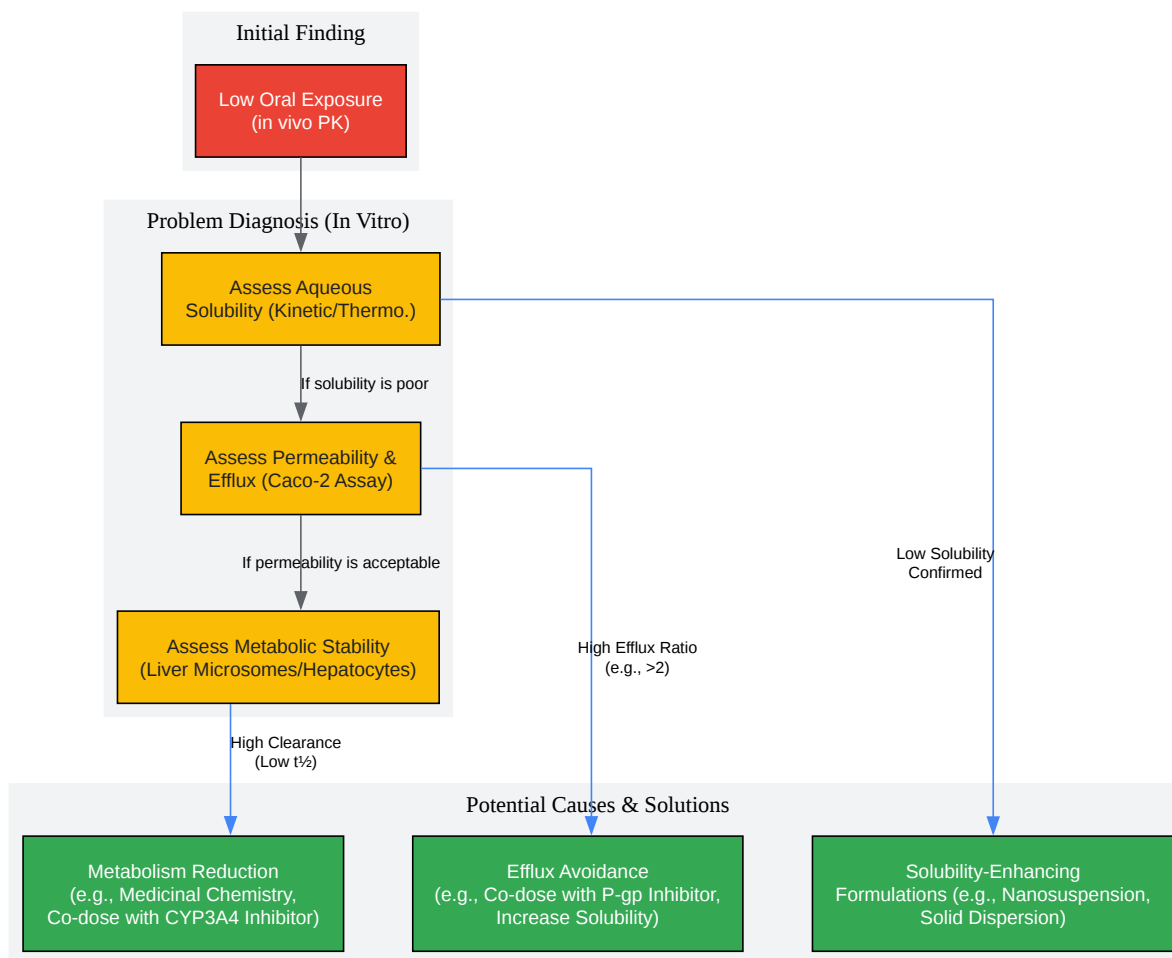 Initial Finding
Low Oral Exposure
(in vivo PK)
Problem Diagnosis (In Vitro)
Assess Aqueous
Solubility (Kinetic/Thermo.)
If solubility is poor
Assess Permeability &
Efflux (Caco-2 Assay)
If permeability is acceptable
Low Solubility
Confirmed
Assess Metabolic Stability
(Liver Microsomes/Hepatocytes)
High Efflux Ratio
(e.g., >2)
High Clearance
(Low t½)
Potential Causes & Solutions
Metabolism Reduction
(e.g., Medicinal Chemistry,
Co-dose with CYP3A4 Inhibitor)
Efflux Avoidance
(e.g., Co-dose with P-gp Inhibitor,
Increase Solubility)
Solubility-Enhancing
Formulations (e.g., Nanosuspension,
Solid Dispersion)